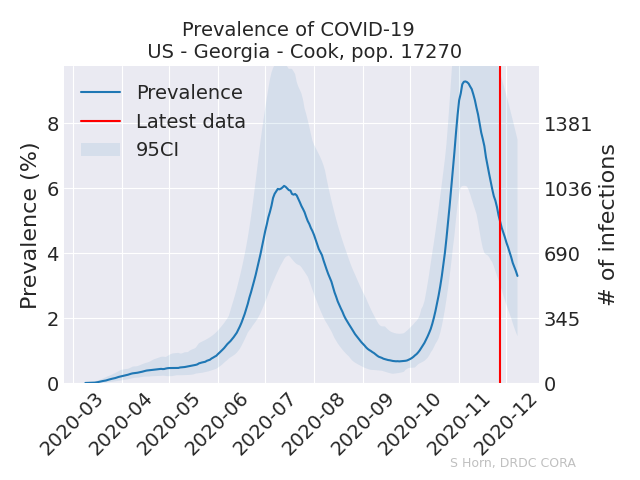 Prevalence of COVID-19
US - Georgia - Cook, pop. 17270
Prevalence
Latest data
95CI
Prevalence (%)
8
6
4
2
0
1381
1036
690
345
0
# of infections
2020-03
2020-04
2020-05
2020-06
2020-07
2020-08
2020-09
2020-10
2020-11
2020-12
S Horn, DRDC CORA